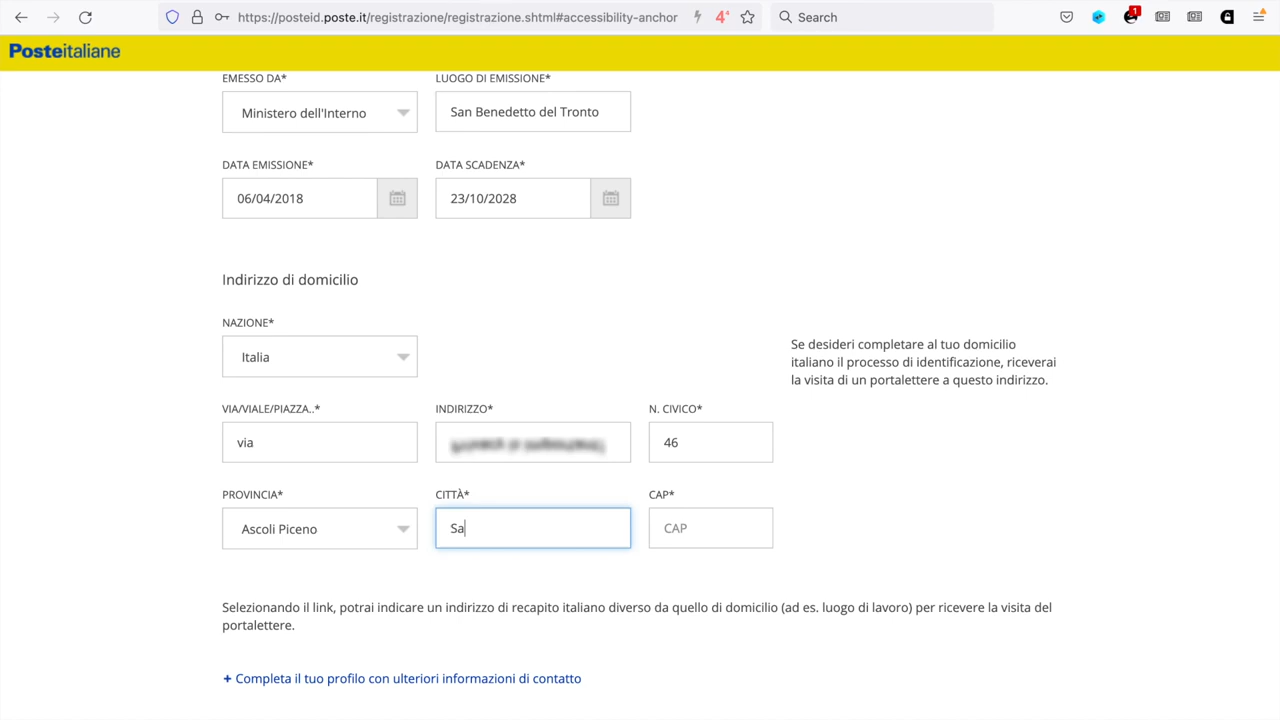 https://posteid.poste.it/registrazione/registrazione.shtml#accessibility-anchor
4
Search
1
Posteitaliane
EMESSO DA* LUOGO DI EMISSIONE*
Ministero dell'Interno San Benedetto del Tronto
DATA EMISSIONE* DATA SCADENZA*
06/04/2018 23/10/2028
Indirizzo di domicilio
NAZIONE*
Italia
Se desideri completare al tuo domicilio
italiano il processo di identificazione, riceverai
la visita di un portalettere a questo indirizzo.
VIA/VIALE/PIAZZA..* INDIRIZZO* N. CIVICO*
via 46
PROVINCIA* CITTÀ* CAP*
Ascoli Piceno Sa CAP
Selezionando il link, potrai indicare un indirizzo di recapito italiano diverso da quello di domicilio (ad es. luogo di lavoro) per ricevere la visita del
portalettere.
+ Completa il tuo profilo con ulteriori informazioni di contatto